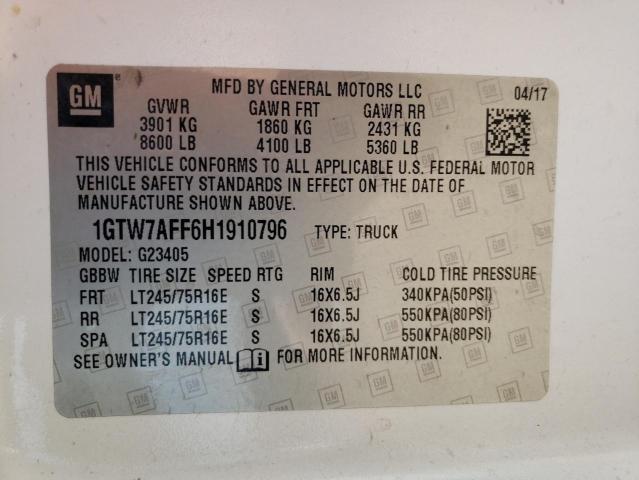 GM
MFD BY GENERAL MOTORS LLC 04/17
GVWR GAWR FRT GAWR RR
3901 KG 1860 KG 2431 KG
8600 LB 4100 LB 5360 LB
THIS VEHICLE CONFORMS TO ALL APPLICABLE U.S. FEDERAL MOTOR
VEHICLE SAFETY STANDARDS IN EFFECT ON THE DATE OF
MANUFACTURE SHOWN ABOVE.
1GTW7AFF6H1910796 TYPE: TRUCK
MODEL: G23405
GBBW TIRE SIZE SPEED RTG RIM COLD TIRE PRESSURE
FRT LT245/75R16E S 16X6.5J 340KPA(50PSI)
RR LT245/75R16E S 16X6.5J 550KPA(80PSI)
SPA LT245/75R16E S 16X6.5J 550KPA(80PSI)
SEE OWNER'S MANUAL FOR MORE INFORMATION.